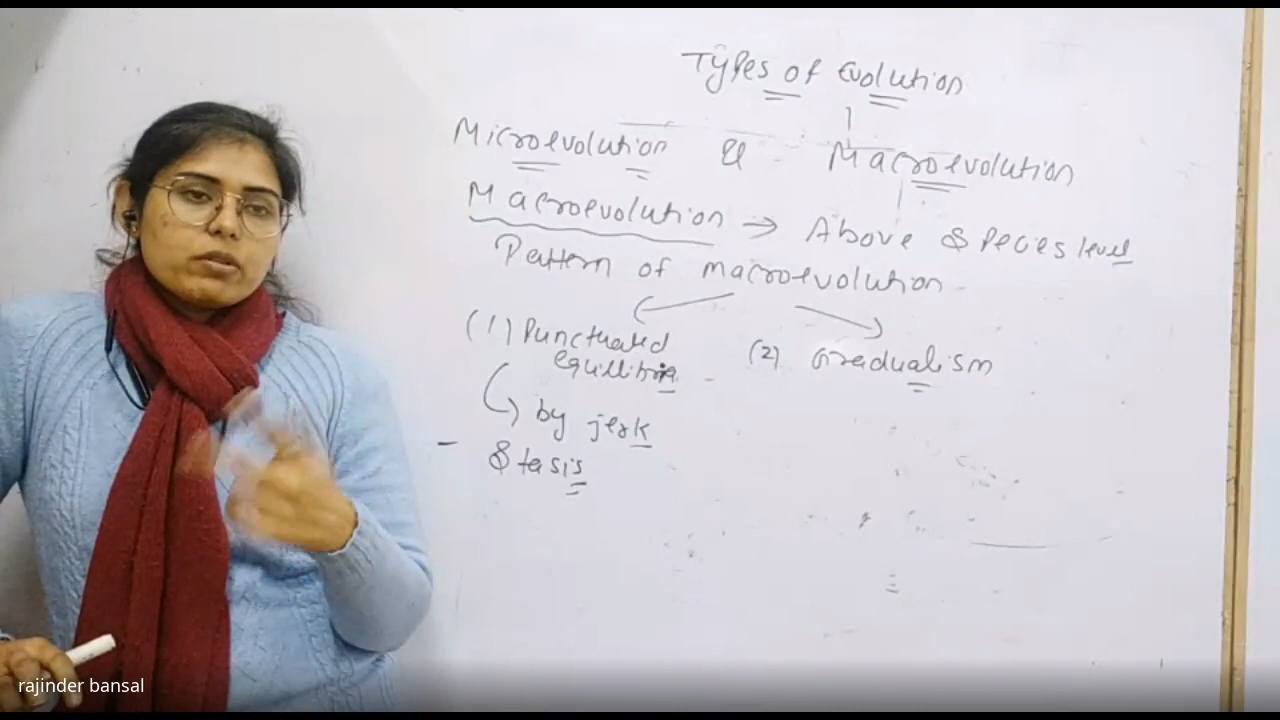 Types of Evolution
Microevolution & Macroevolution
Macroevolution → Above species level
Pattern of macroevolution
(1) Punctuated (2) Gradualism
equilibria
by jerk
- Stasis
rajinder bansal